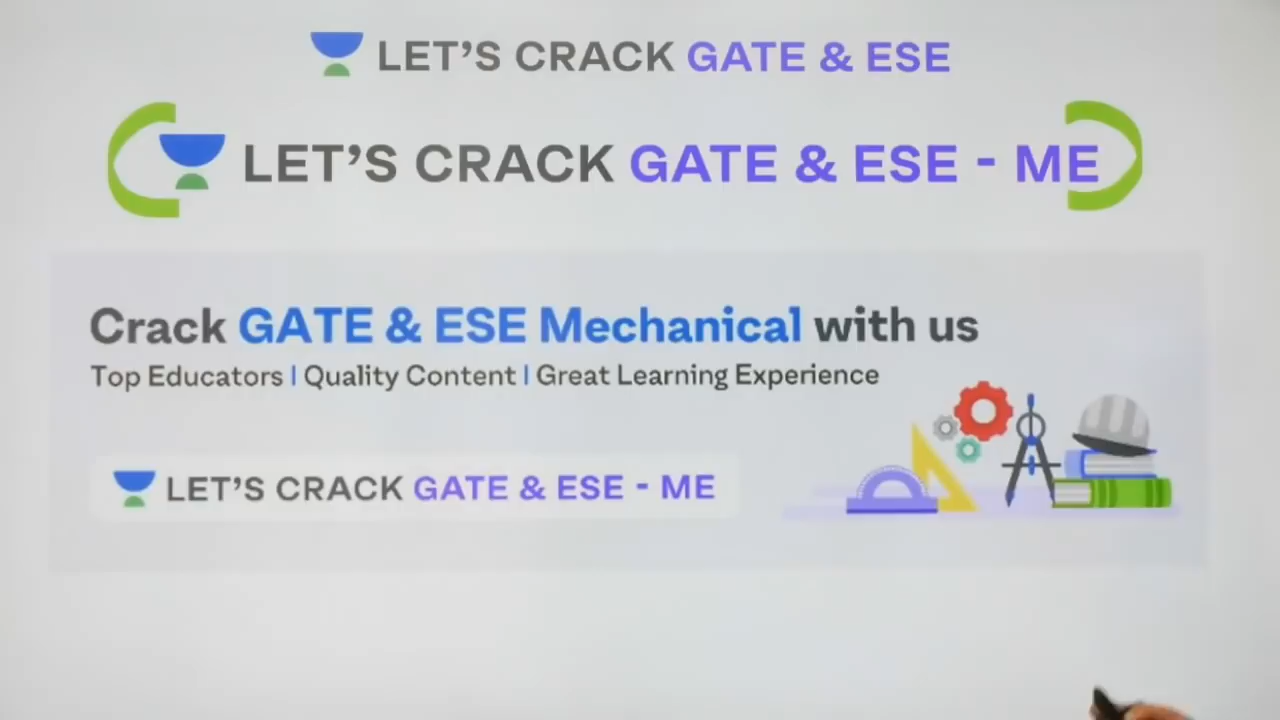 LET'S CRACK GATE & ESE
LET'S CRACK GATE & ESE - ME
Crack GATE & ESE Mechanical with us
Top Educators | Quality Content | Great Learning Experience
LET'S CRACK GATE & ESE - ME